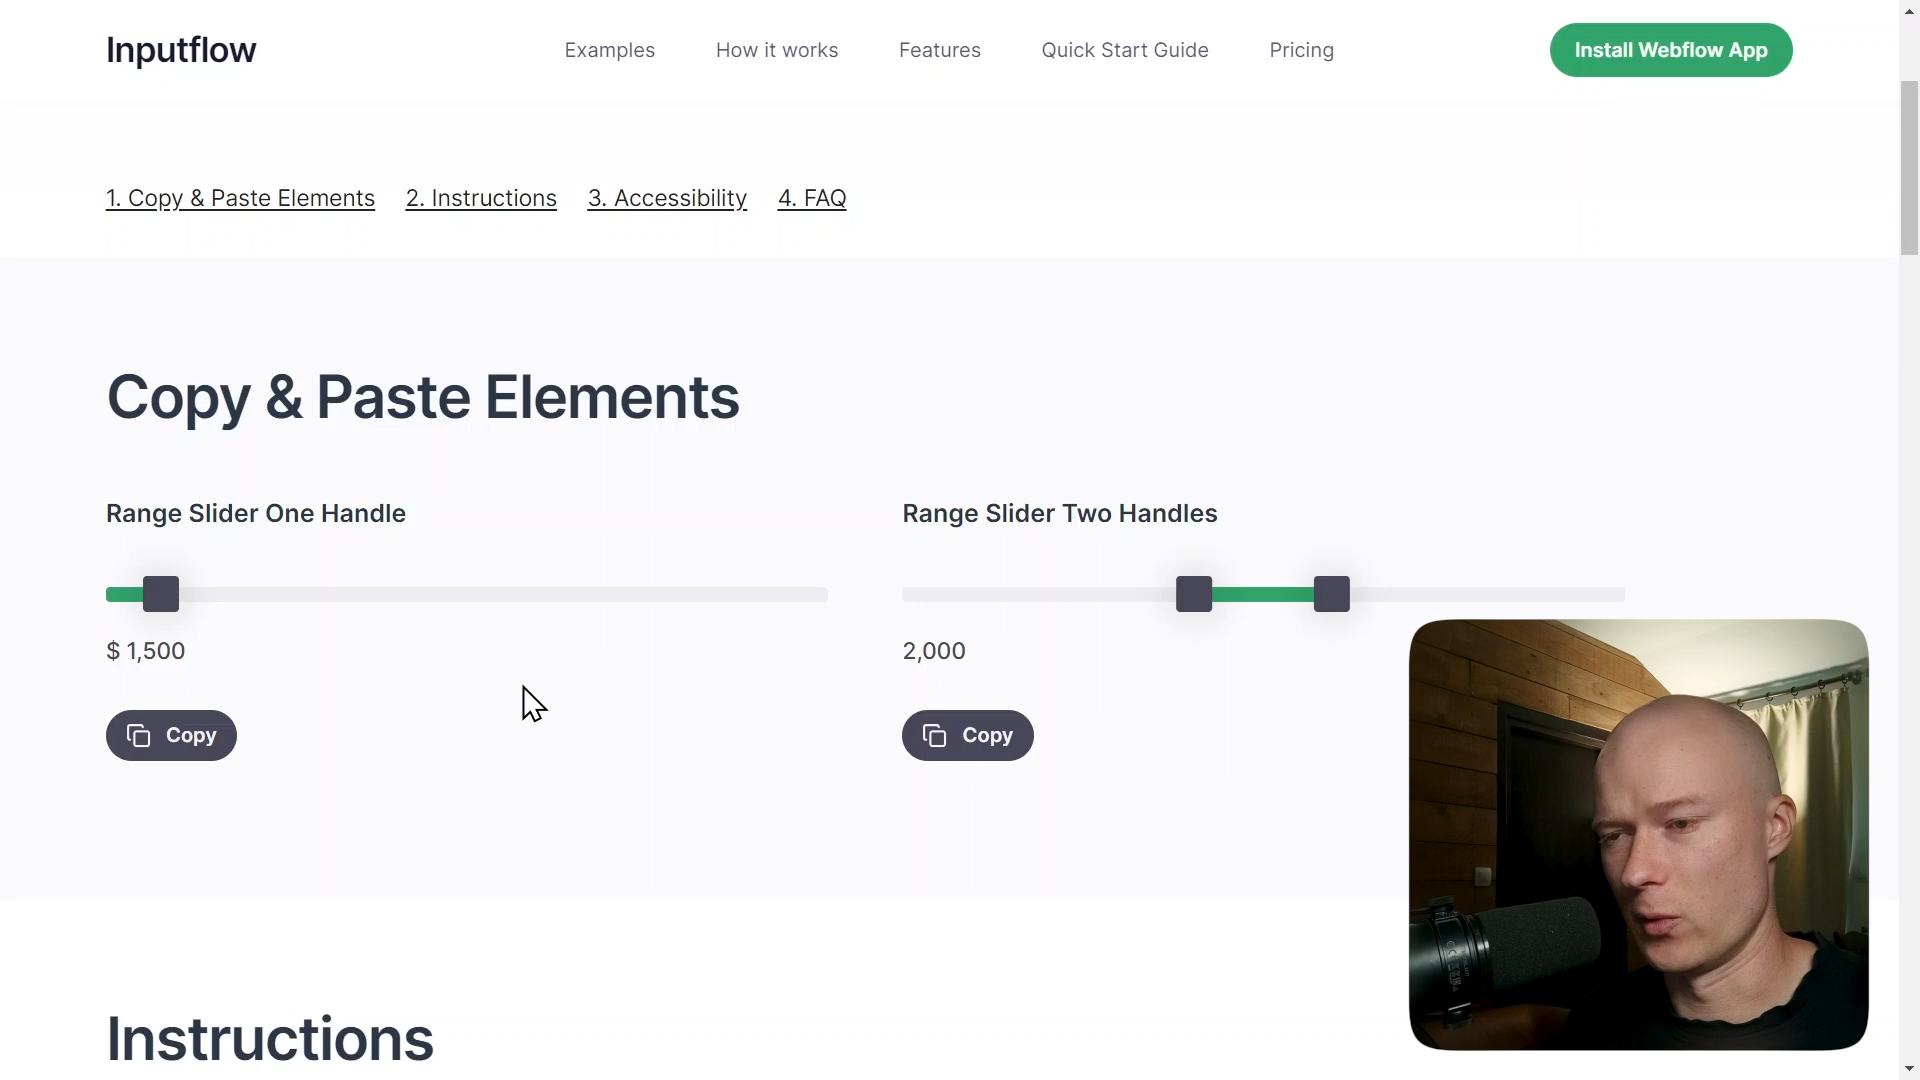 Inputflow
Examples
How it works
Features
Quick Start Guide
Pricing
Install Webflow App
1. Copy & Paste Elements
2. Instructions
3. Accessibility
4. FAQ
Copy & Paste Elements
Range Slider One Handle
$ 1,500
Copy
Range Slider Two Handles
2,000
Copy
Instructions